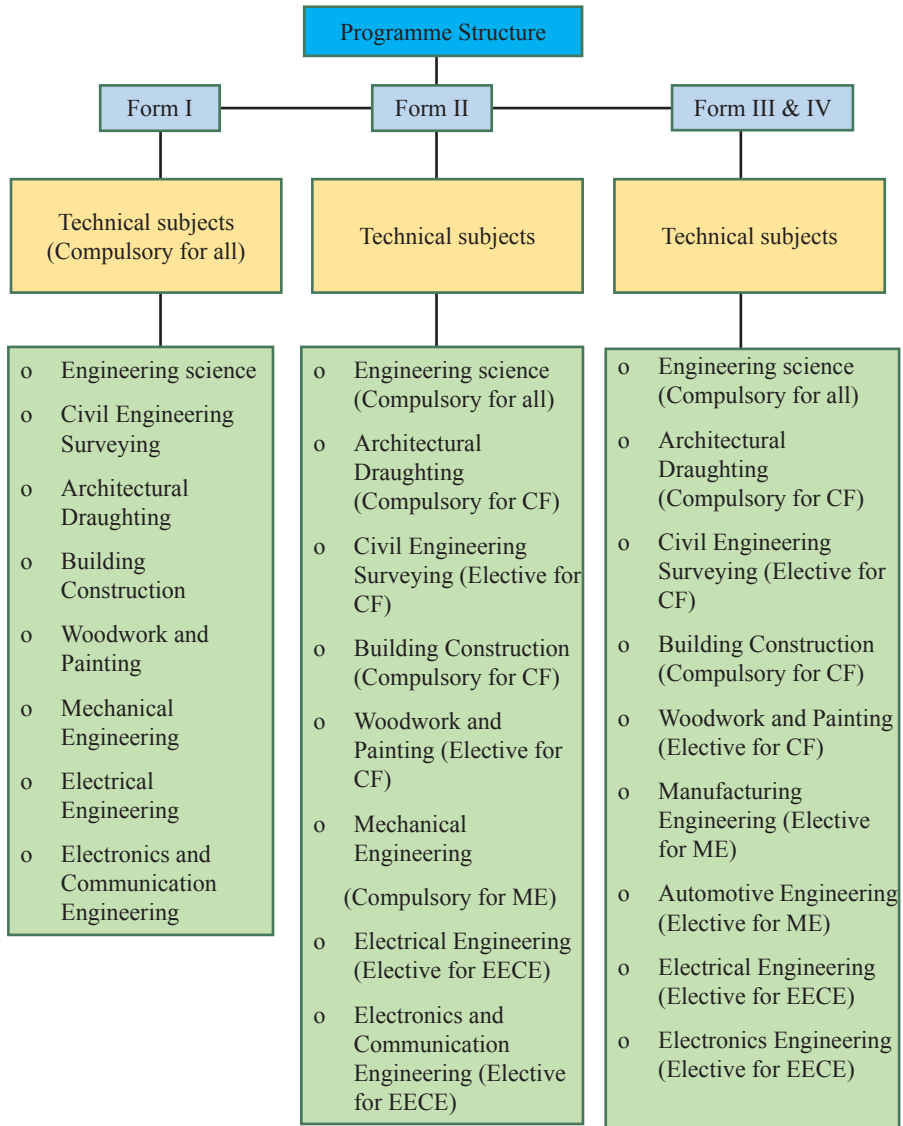 Programme Structure
Form I
Form II
Form III & IV
Technical subjects
(Compulsory for all)
Technical subjects
Technical subjects
o Engineering science
o Civil Engineering
Surveying
o Architectural
Draughting
o Building
Construction
o Woodwork and
Painting
o Mechanical
Engineering
o Electrical
Engineering
o Electronics and
Communication
Engineering
o Engineering science
(Compulsory for all)
o Architectural
Draughting
(Compulsory for CF)
o Civil Engineering
Surveying (Elective for
CF)
o Building Construction
(Compulsory for CF)
o Woodwork and
Painting (Elective for
CF)
o Mechanical
Engineering
(Compulsory for ME)
o Electrical Engineering
(Elective for EECE)
o Electronics and
Communication
Engineering (Elective
for EECE)
o Engineering science
(Compulsory for all)
o Architectural
Draughting
(Compulsory for CF)
o Civil Engineering
Surveying (Elective for
CF)
o Building Construction
(Compulsory for CF)
o Woodwork and Painting
(Elective for CF)
o Manufacturing
Engineering (Elective
for ME)
o Automotive Engineering
(Elective for ME)
o Electrical Engineering
(Elective for EECE)
o Electronics Engineering
(Elective for EECE)